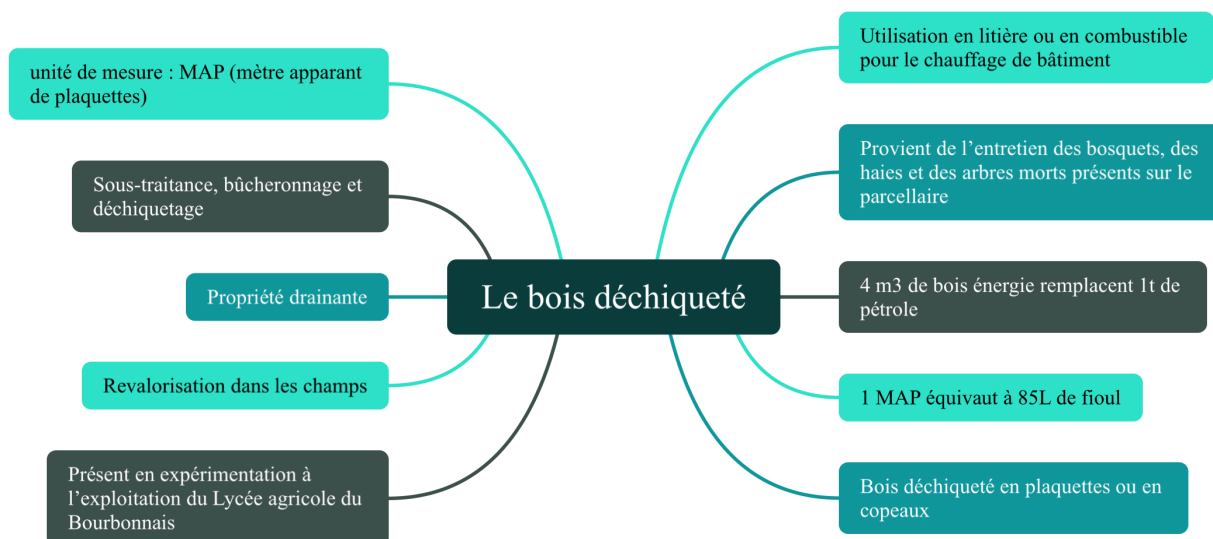 Le bois déchiqueté
unité de mesure : MAP (mètre apparant
de plaquettes)
Sous-traitance, bûcheronnage et
déchiquetage
Propriété drainante
Revalorisation dans les champs
Présent en expérimentation à
l’exploitation du Lycée agricole du
Bourbonnais
Utilisation en litière ou en combustible
pour le chauffage de bâtiment
Provient de l’entretien des bosquets, des
haies et des arbres morts présents sur le
parcellaire
4 m3 de bois énergie remplacent 1t de
pétrole
1 MAP équivaut à 85L de fioul
Bois déchiqueté en plaquettes ou en
copeaux